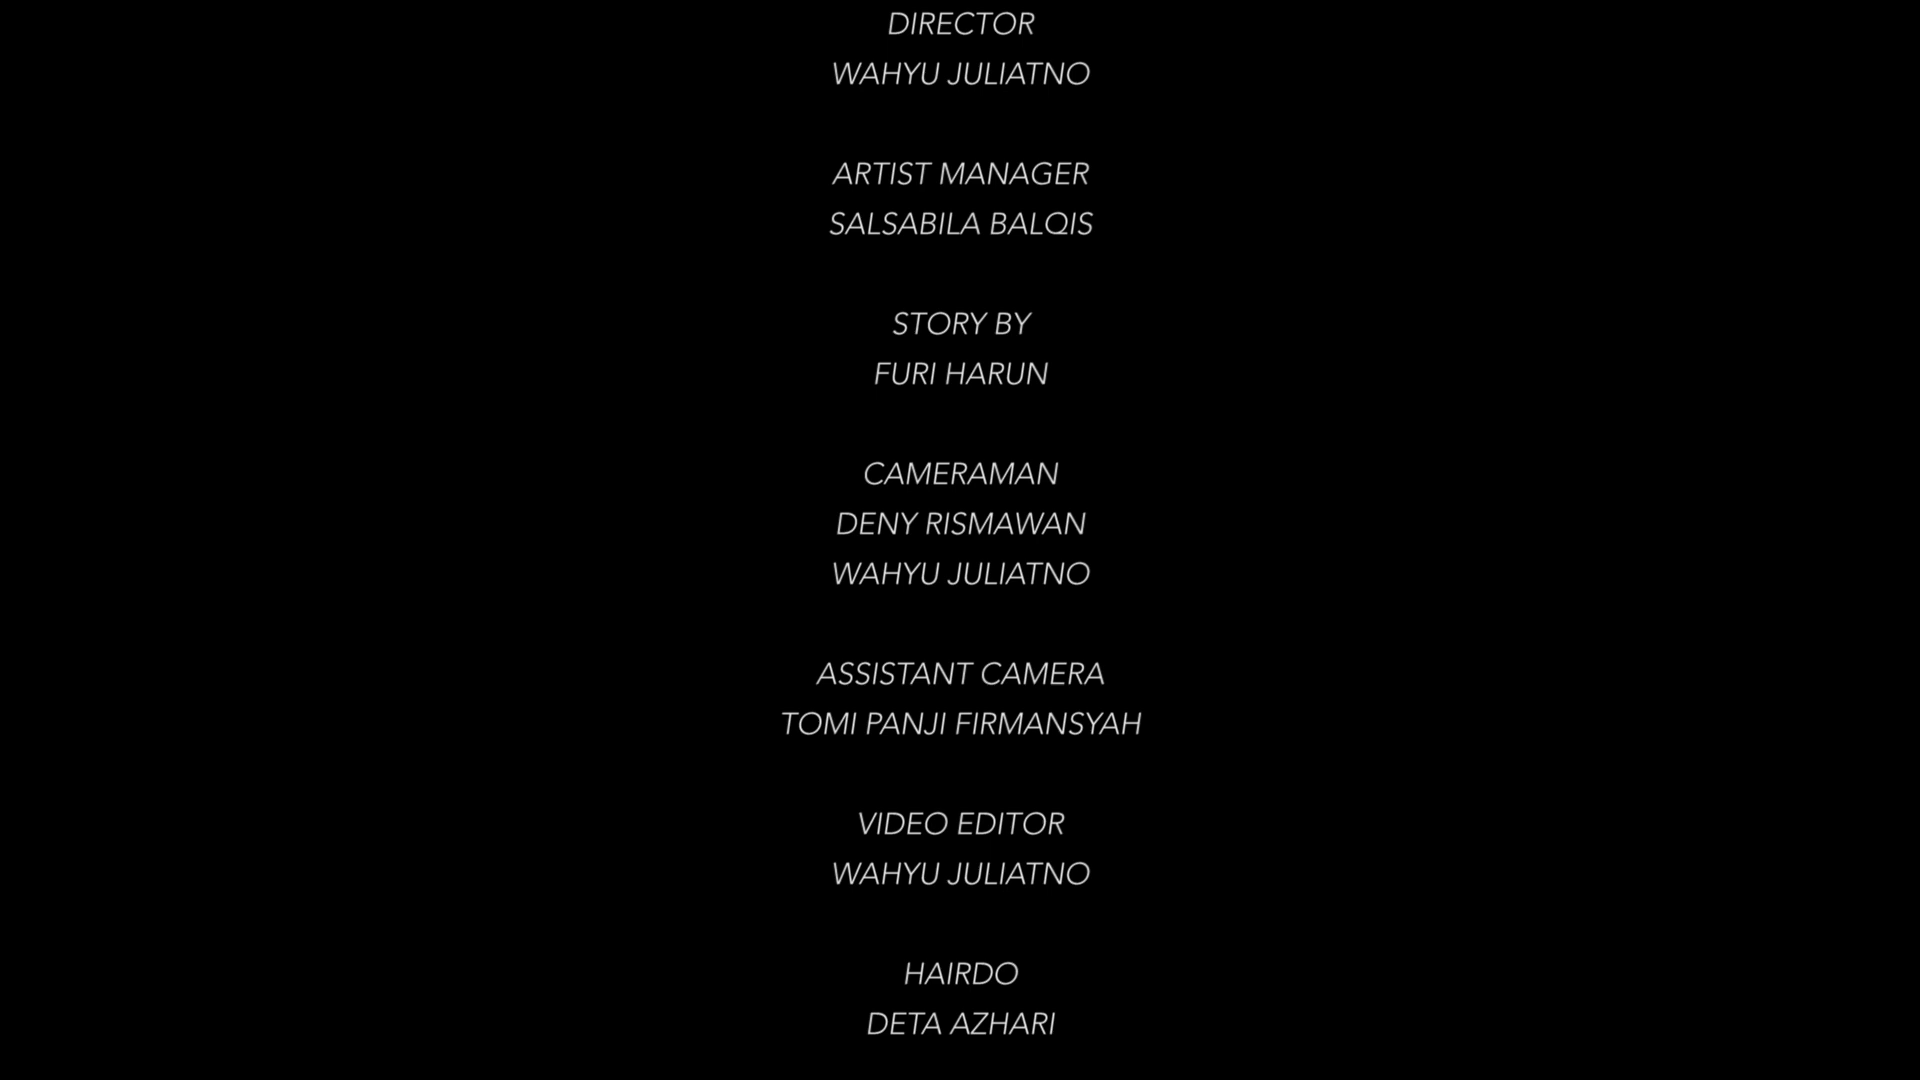 DIRECTOR
WAHYU JULIATNO
ARTIST MANAGER
SALSABILA BALQIS
STORY BY
FURI HARUN
CAMERAMAN
DENY RISMAWAN
WAHYU JULIATNO
ASSISTANT CAMERA
TOMI PANJI FIRMANSYAH
VIDEO EDITOR
WAHYU JULIATNO
HAIRDO
DETA AZHARI